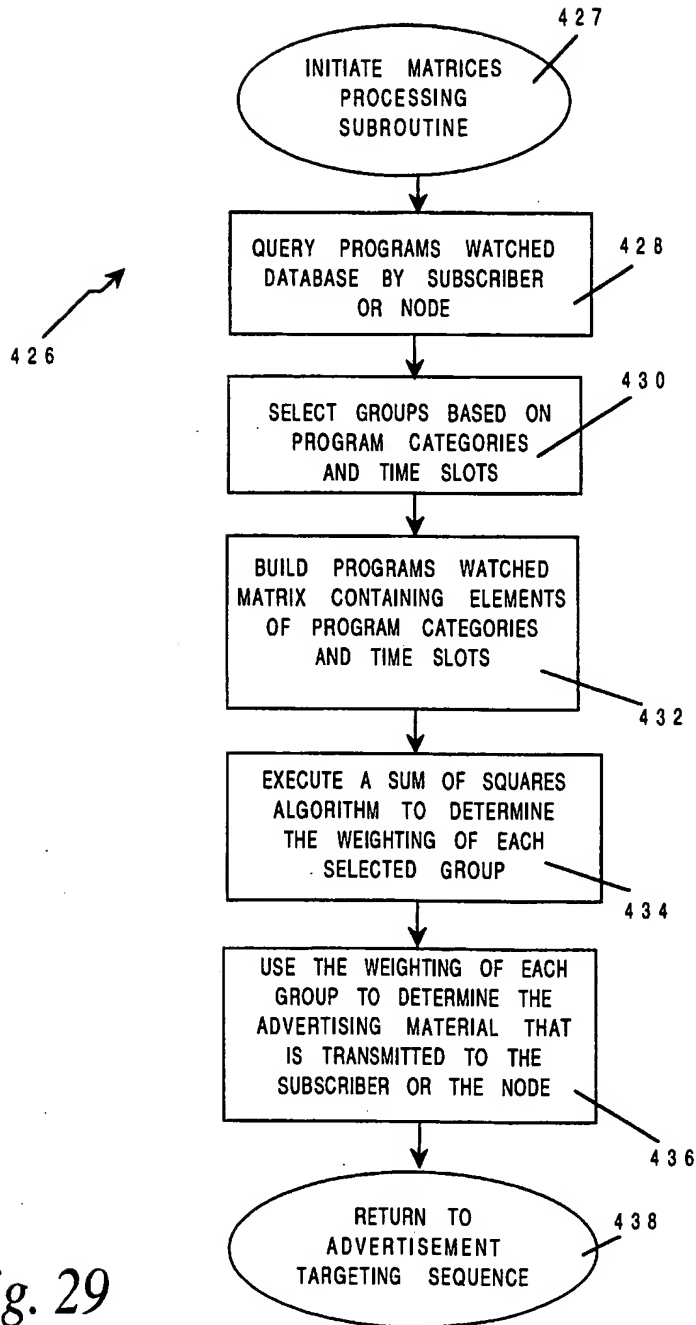 427
INITIATE MATRICES
PROCESSING
SUBROUTINE
QUERY PROGRAMS WATCHED
DATABASE BY SUBSCRIBER
OR NODE
428
426
SELECT GROUPS BASED ON
PROGRAM CATEGORIES
AND TIME SLOTS
430
BUILD PROGRAMS WATCHED
MATRIX CONTAINING ELEMENTS
OF PROGRAM CATEGORIES
AND TIME SLOTS
432
EXECUTE A SUM OF SQUARES
ALGORITHM TO DETERMINE
THE WEIGHTING OF EACH
SELECTED GROUP
434
USE THE WEIGHTING OF EACH
GROUP TO DETERMINE THE
ADVERTISING MATERIAL THAT
IS TRANSMITTED TO THE
SUBSCRIBER OR THE NODE
436
RETURN TO
ADVERTISEMENT
TARGETING SEQUENCE
438
ig. 29